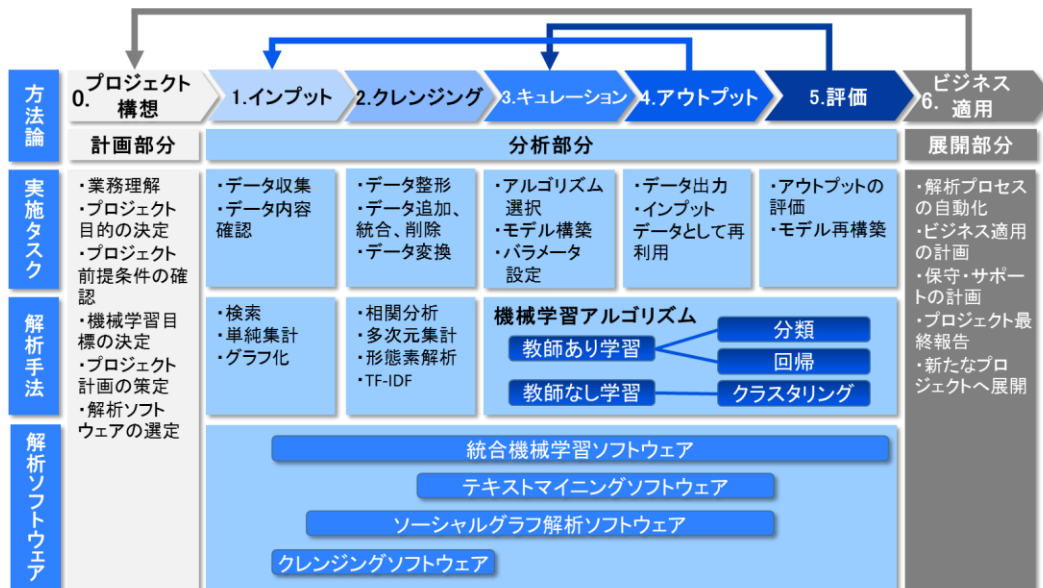 方法論
0. プロジェクト
構想
1.インプット
2.クレンジング
3.キュレーション
4.アウトプット
5.評価
6. ビジネス
適用
計画部分
分析部分
展開部分
実施タスク
・業務理解
・プロジェクト
目的の決定
・プロジェクト
前提条件の確
認
・機械学習目
標の決定
・プロジェクト
計画の策定
・解析ソフト
ウェアの選定
・データ収集
・データ内容
確認
・データ整形
・データ追加、
統合、削除
・データ変換
・アルゴリズム
選択
・モデル構築
・パラメータ
設定
・データ出力
・インプット
データとして再
利用
・アウトプットの
評価
・モデル再構築
・解析プロセス
の自動化
・ビジネス適用
の計画
・保守・サポー
トの計画
・プロジェクト最
終報告
・新たなプロ
ジェクトへ展開
解析手法
・検索
・単純集計
・グラフ化
・相関分析
・多次元集計
・形態素解析
・TF-IDF
機械学習アルゴリズム
教師あり学習
分類
回帰
教師なし学習
クラスタリング
解析ソフトウェア
統合機械学習ソフトウェア
テキストマイニングソフトウェア
ソーシャルグラフ解析ソフトウェア
クレンジングソフトウェア